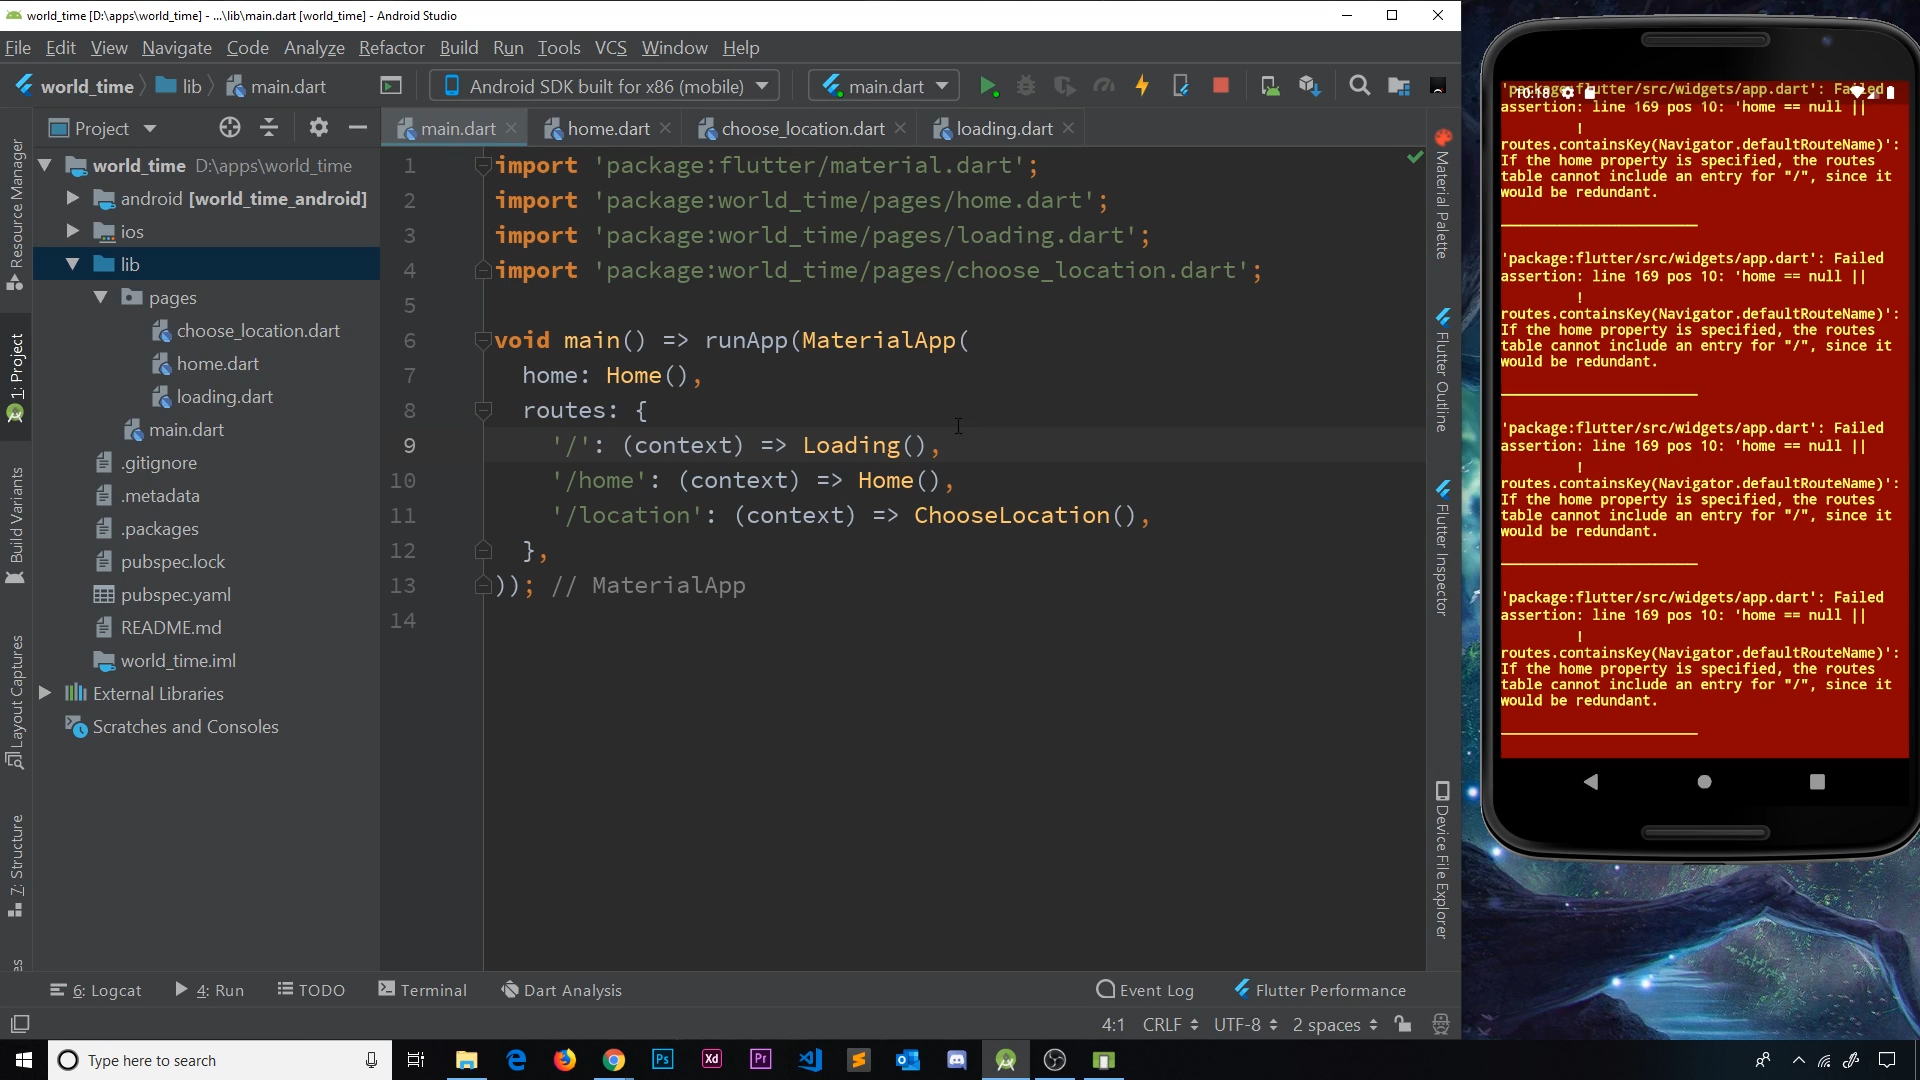 world_time [D:\apps\world_time] - ...\lib\main.dart [world_time] - Android Studio
File Edit View Navigate Code Analyze Refactor Build Run Tools VCS Window Help
world_time lib main.dart Android SDK built for x86 (mobile) main.dart
Project main.dart home.dart choose_location.dart loading.dart
Resource Manager
1: Project
Build Variants
Layout Captures
7: Structure
es
world_time D:\apps\world_time
android [world_time_android]
ios
lib
pages
choose_location.dart
home.dart
loading.dart
main.dart
.gitignore
.metadata
.packages
pubspec.lock
pubspec.yaml
README.md
world_time.iml
External Libraries
Scratches and Consoles
1 import 'package:flutter/material.dart';
2 import 'package:world_time/pages/home.dart';
3 import 'package:world_time/pages/loading.dart';
4 import 'package:world_time/pages/choose_location.dart';
5
6 void main() => runApp(MaterialApp(
7 home: Home(),
8 routes: {
9 '/': (context) => Loading(),
10 '/home': (context) => Home(),
11 '/location': (context) => ChooseLocation(),
12 },
13 )); // MaterialApp
14
Material Palette
Flutter Outline
Flutter Inspector
Device File Explorer
10:18
'package:flutter/src/widgets/app.dart': Failed
assertion: line 169 pos 10: 'home == null ||
!
routes.containsKey(Navigator.defaultRouteName)':
If the home property is specified, the routes
table cannot include an entry for "/", since it
would be redundant.
'package:flutter/src/widgets/app.dart': Failed
assertion: line 169 pos 10: 'home == null ||
!
routes.containsKey(Navigator.defaultRouteName)':
If the home property is specified, the routes
table cannot include an entry for "/", since it
would be redundant.
'package:flutter/src/widgets/app.dart': Failed
assertion: line 169 pos 10: 'home == null ||
!
routes.containsKey(Navigator.defaultRouteName)':
If the home property is specified, the routes
table cannot include an entry for "/", since it
would be redundant.
'package:flutter/src/widgets/app.dart': Failed
assertion: line 169 pos 10: 'home == null ||
!
routes.containsKey(Navigator.defaultRouteName)':
If the home property is specified, the routes
table cannot include an entry for "/", since it
would be redundant.
6: Logcat 4: Run TODO Terminal Dart Analysis Event Log Flutter Performance
4:1 CRLF UTF-8 2 spaces
Type here to search Ps Xd Pr